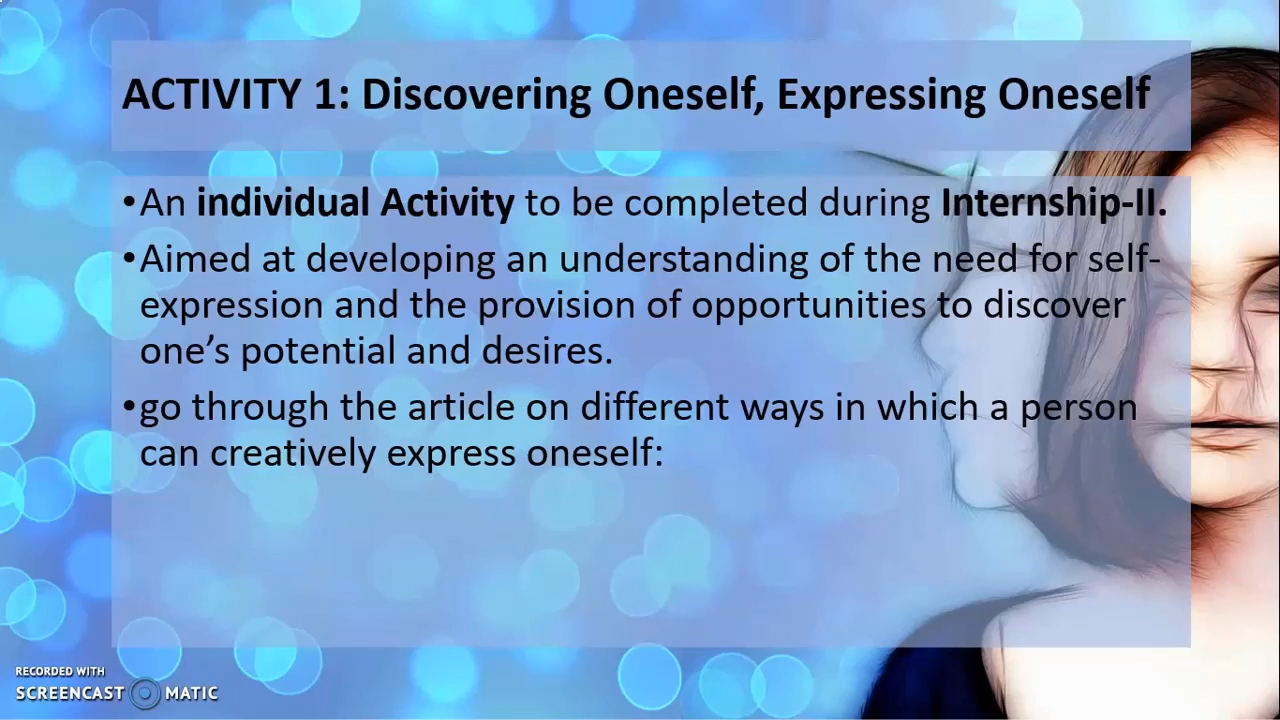 ACTIVITY 1: Discovering Oneself, Expressing Oneself
•An individual Activity to be completed during Internship-II.
•Aimed at developing an understanding of the need for self-
expression and the provision of opportunities to discover
one’s potential and desires.
•go through the article on different ways in which a person
can creatively express oneself:
RECORDED WITH
SCREENCAST MATIC